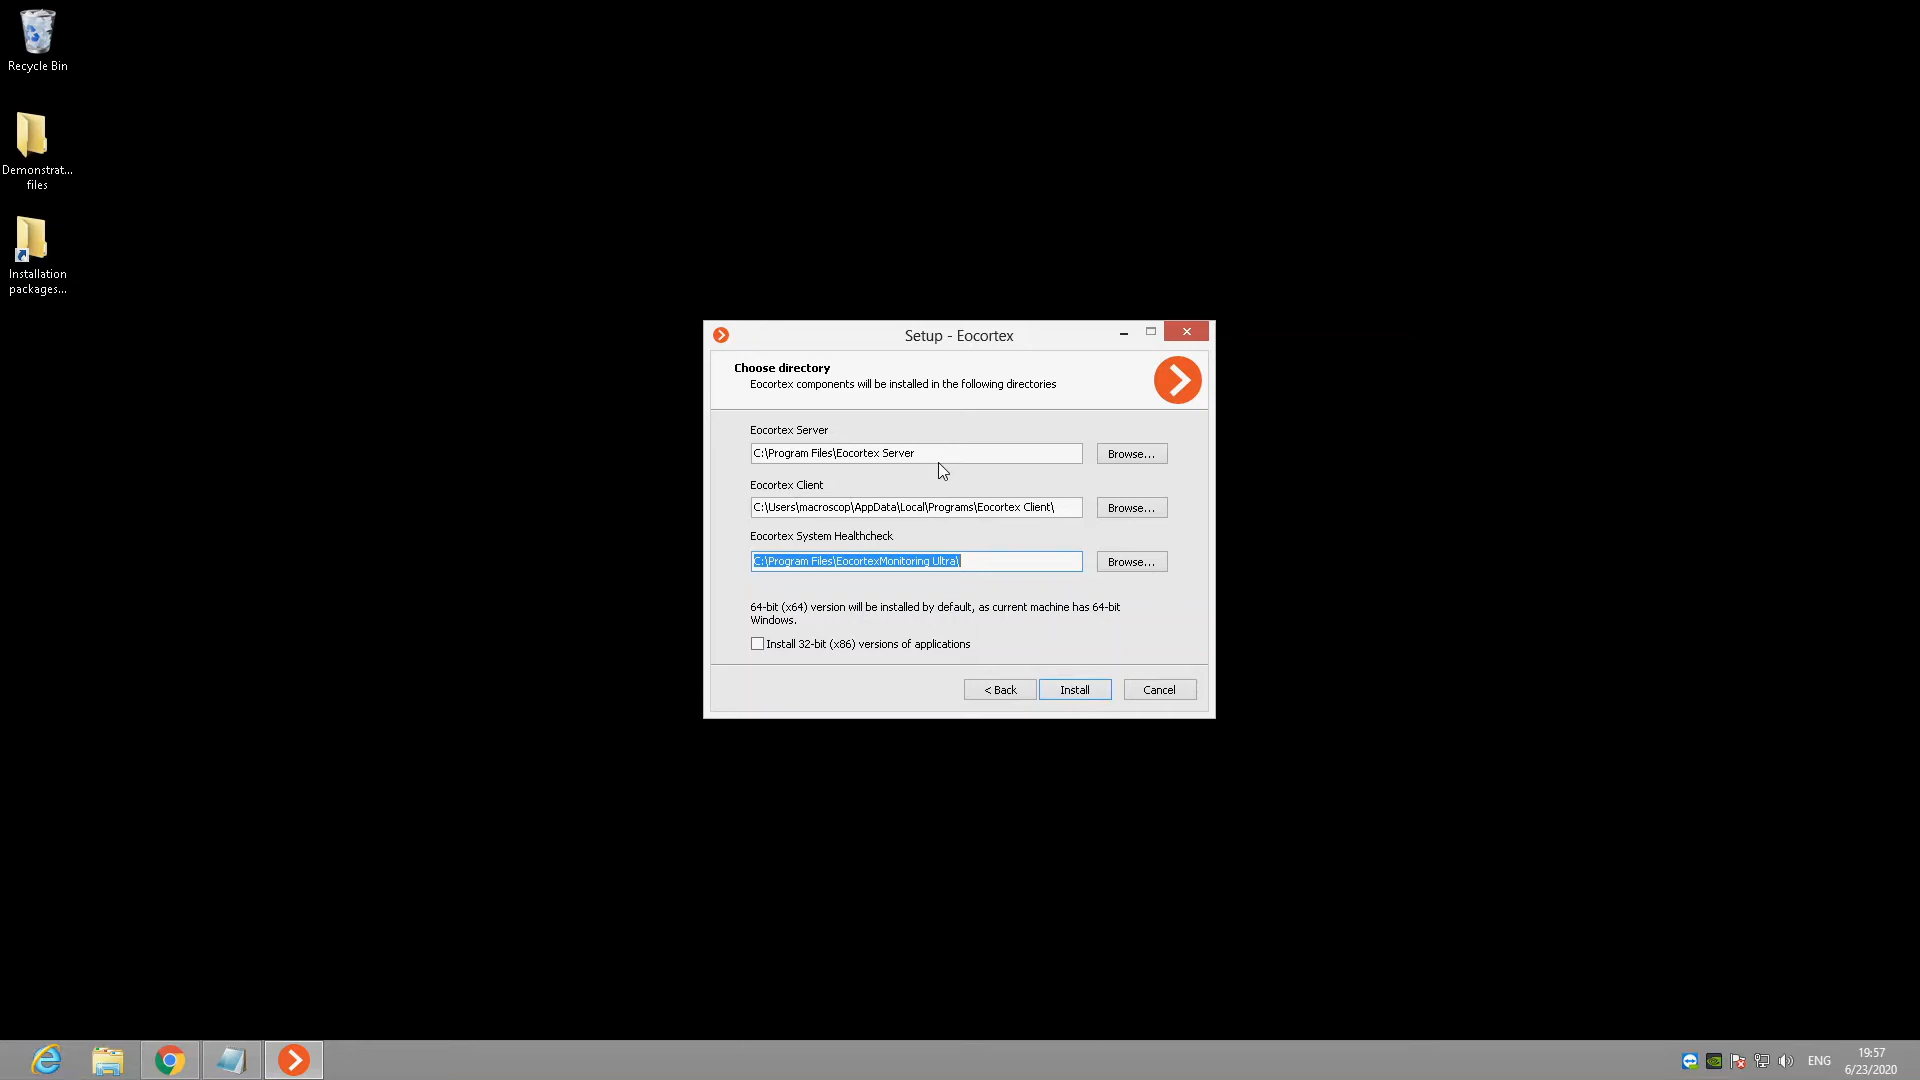 Recycle Bin
Demonstrat...
files
Installation
packages...
Setup - Eocortex
Choose directory
Eocortex components will be installed in the following directories
Eocortex Server
C:\Program Files\Eocortex Server
Browse...
Eocortex Client
C:\Users\macroscop\AppData\Local\Programs\Eocortex Client\
Browse...
Eocortex System Healthcheck
C:\Program Files\EocortexMonitoring Ultra\
Browse...
64-bit (x64) version will be installed by default, as current machine has 64-bit
Windows.
Install 32-bit (x86) versions of applications
< Back
Install
Cancel
ENG
19:57
6/23/2020